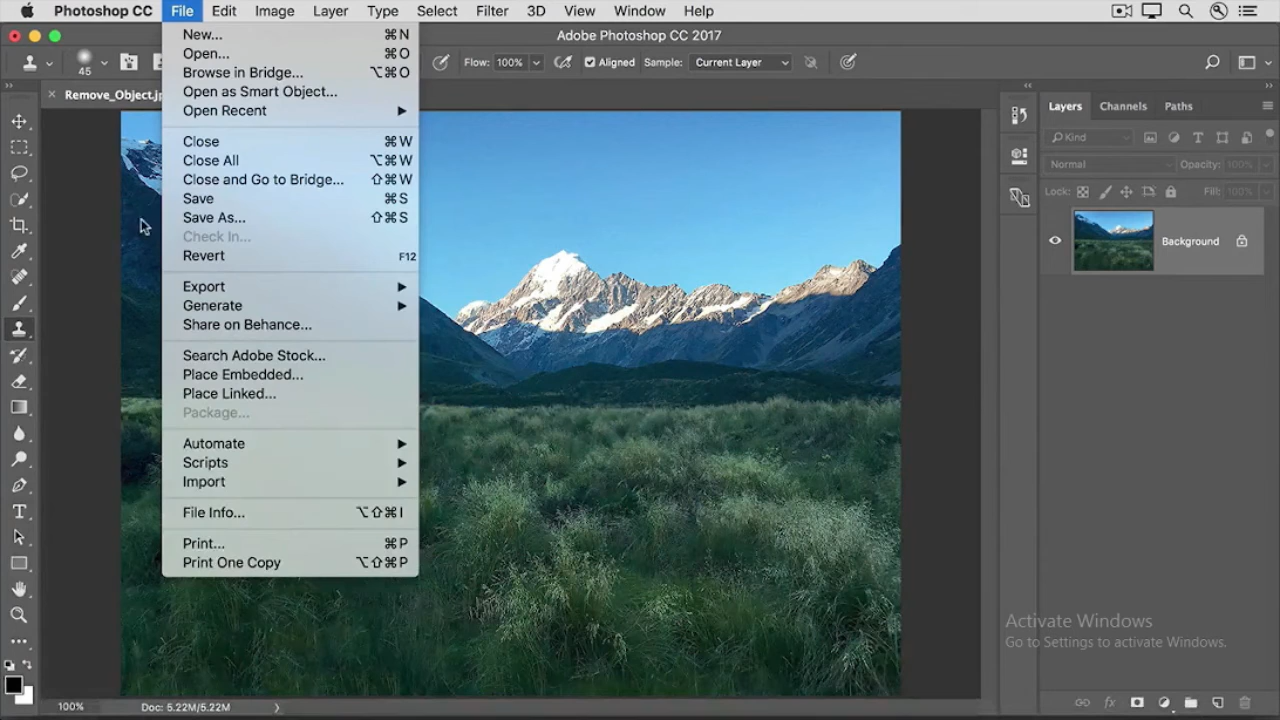 Photoshop CC File Edit Image Layer Type Select Filter 3D View Window Help
Adobe Photoshop CC 2017
45 Flow: 100% Aligned Sample: Current Layer
Remove_Object.jp
New... ⌘N
Open... ⌘O
Browse in Bridge... ⌥⌘O
Open as Smart Object...
Open Recent
Close ⌘W
Close All ⌥⌘W
Close and Go to Bridge... ⇧⌘W
Save ⌘S
Save As... ⇧⌘S
Check In...
Revert F12
Export
Generate
Share on Behance...
Search Adobe Stock...
Place Embedded...
Place Linked...
Package...
Automate
Scripts
Import
File Info... ⌥⇧⌘I
Print... ⌘P
Print One Copy ⌥⇧⌘P
Layers Channels Paths
Kind
Normal Opacity: 100%
Lock: Fill: 100%
Background
Activate Windows
Go to Settings to activate Windows.
100% Doc: 5.22M/5.22M